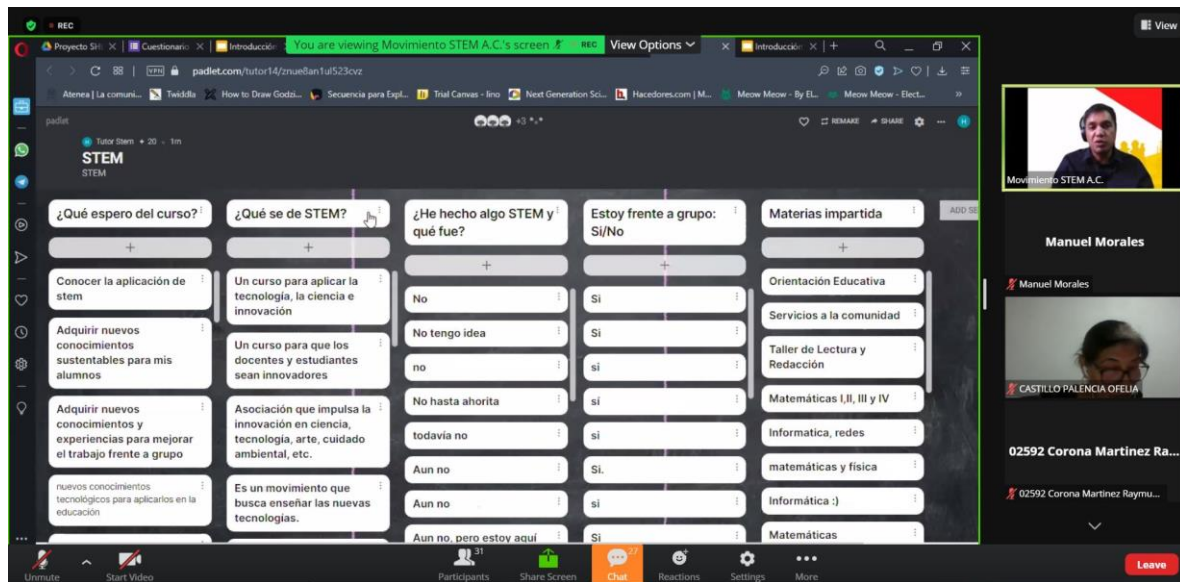 REC
View
Proyecto SH
Cuestionario
Introducción
You are viewing Movimiento STEM A.C.'s screen
REC
View Options
Introducción
VPN
padlet.com/tutor14/znue8an1ul523cvz
Atenea | La comuni...
Twiddla
How to Draw Godzi...
Secuencia para Expl...
Trial Canvas - lino
Next Generation Sci...
Hacedores.com | M...
Meow Meow - By EL...
Meow Meow - Elect...
padlet
+3
REMAKE
SHARE
Tutor Stem + 20 - 1m
STEM
STEM
¿Qué espero del curso?
Conocer la aplicación de
stem
Adquirir nuevos
conocimientos
sustentables para mis
alumnos
Adquirir nuevos
conocimientos y
experiencias para mejorar
el trabajo frente a grupo
nuevos conocimientos
tecnológicos para aplicarlos en la
educación
¿Qué se de STEM?
Un curso para aplicar la
tecnología, la ciencia e
innovación
Un curso para que los
docentes y estudiantes
sean innovadores
Asociación que impulsa la
innovación en ciencia,
tecnología, arte, cuidado
ambiental, etc.
Es un movimiento que
busca enseñar las nuevas
tecnologías.
¿He hecho algo STEM y
qué fue?
No
No tengo idea
no
No hasta ahorita
todavía no
Aun no
Aun no
Aun no, pero estoy aquí
Estoy frente a grupo:
Si/No
Si
Si
si
sí
si
Si.
si
Si
Materias impartida
Orientación Educativa
Servicios a la comunidad
Taller de Lectura y
Redacción
Matemáticas I,II, III y IV
Informatica, redes
matemáticas y física
Informática :)
Matemáticas
ADD SE
Movimiento STEM A.C.
Manuel Morales
Manuel Morales
CASTILLO PALENCIA OFELIA
02592 Corona Martinez Ra...
02592 Corona Martinez Raymu...
Unmute
Start Video
Participants
31
Share Screen
Chat
27
Reactions
Settings
More
Leave